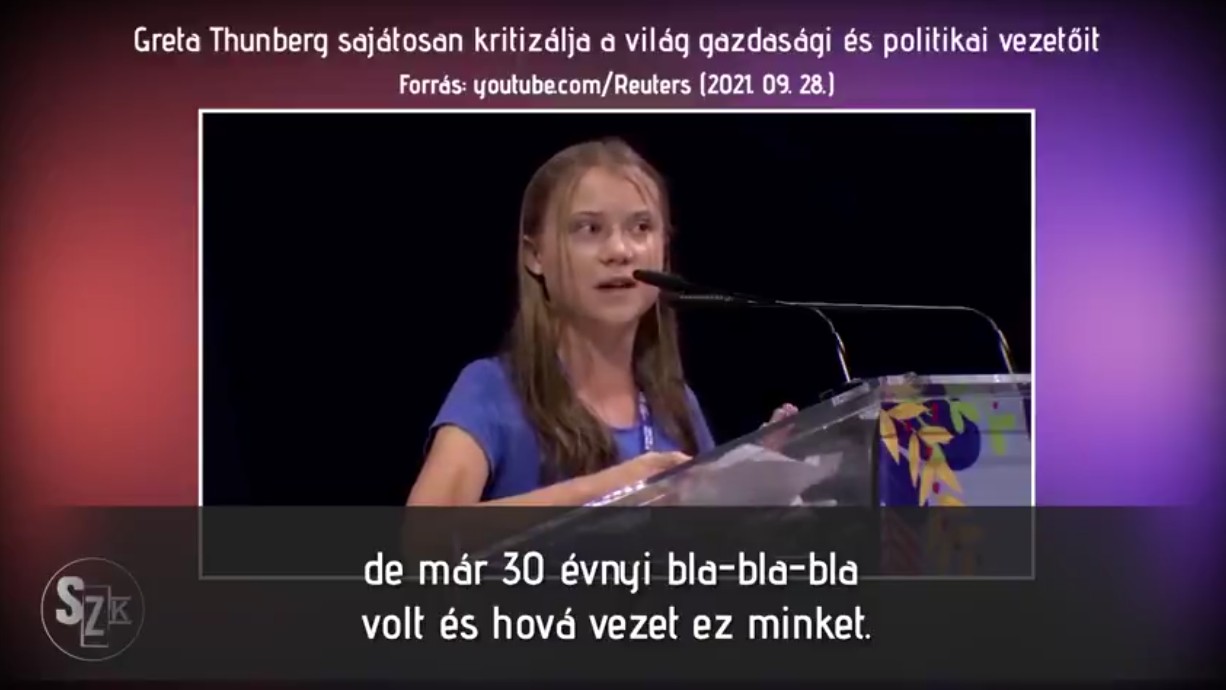 Greta Thunberg sajátosan kritizálja a világ gazdasági és politikai vezetőit
Forrás: youtube.com/Reuters (2021. 09. 28.)
de már 30 évnyi bla-bla-bla
volt és hová vezet ez minket.
SZK